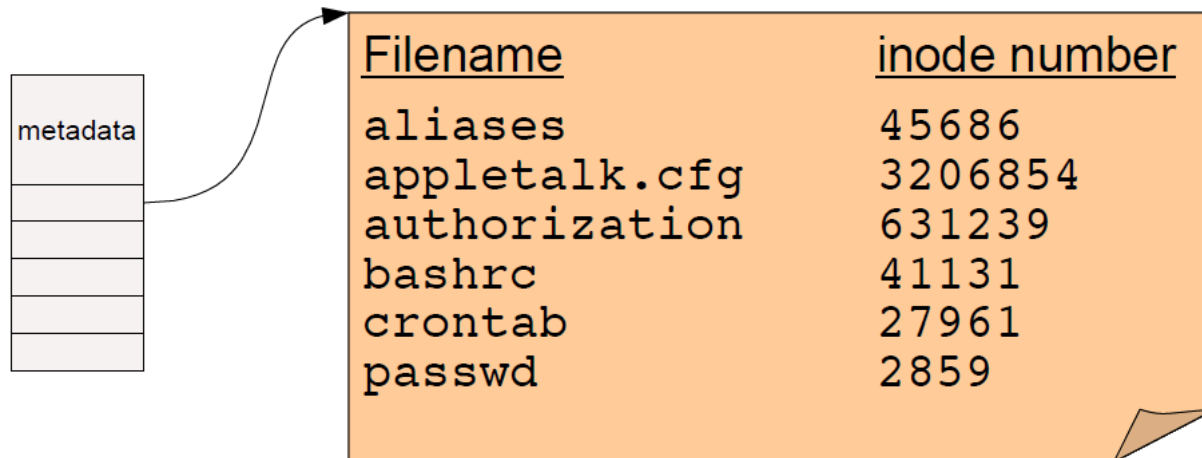 metadata
Filename inode number
aliases 45686
appletalk.cfg 3206854
authorization 631239
bashrc 41131
crontab 27961
passwd 2859